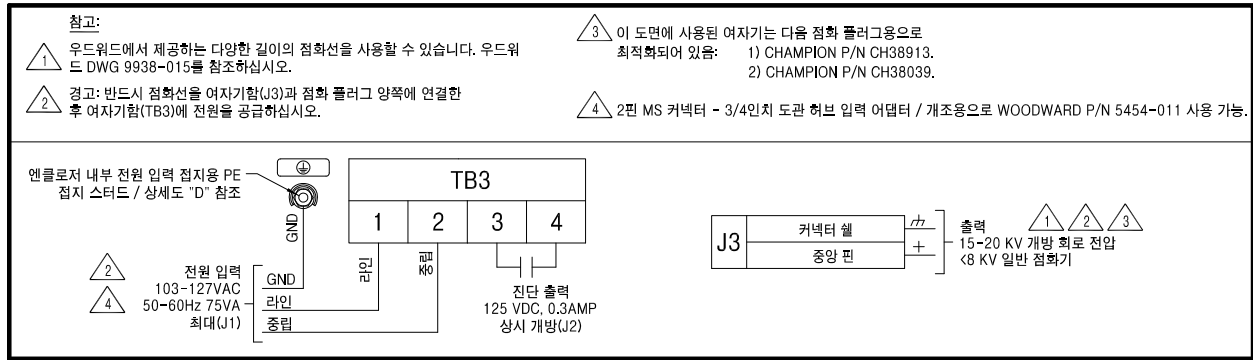 참고:
1 우드워드에서 제공하는 다양한 길이의 점화선을 사용할 수 있습니다. 우드워
드 DWG 9938-015를 참조하십시오.
2 경고: 반드시 점화선을 여자기함(J3)과 점화 플러그 양쪽에 연결한
후 여자기함(TB3)에 전원을 공급하십시오.
3 이 도면에 사용된 여자기는 다음 점화 플러그용으로
최적화되어 있음: 1) CHAMPION P/N CH38913.
2) CHAMPION P/N CH38039.
4 2핀 MS 커넥터 - 3/4인치 도관 허브 입력 어댑터 / 개조용으로 WOODWARD P/N 5454-011 사용 가능.
엔클로저 내부 전원 입력 접지용 PE
접지 스터드 / 상세도 "D" 참조
GND
TB3
1 2 3 4
라인
중립
2
4
전원 입력
103-127VAC
50-60Hz 75VA
최대(J1)
GND
라인
중립
진단 출력
125 VDC, 0.3AMP
상시 개방(J2)
J3
커넥터 쉘
중앙 핀
+
출력
1 2 3
15-20 KV 개방 회로 전압
<8 KV 일반 점화기